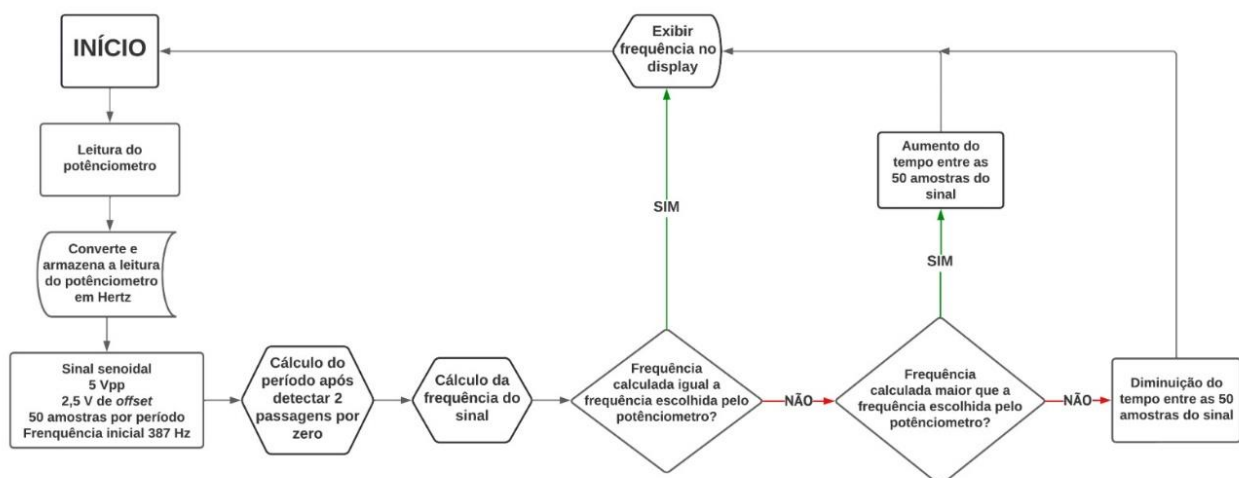 INÍCIO
Leitura do
potênciometro
Converte e
armazena a leitura
do potênciometro
em Hertz
Sinal senoidal
5 Vpp
2,5 V de offset
50 amostras por período
Frenquência inicial 387 Hz
Cálculo do
período após
detectar 2
passagens por
zero
Cálculo da
frequência do
sinal
Frequência
calculada igual a
frequência escolhida pelo
potênciometro?
SIM
Exibir
frequência no
display
NÃO
Frequência
calculada maior que a
frequência escolhida pelo
potênciometro?
SIM
Aumento do
tempo entre as
50 amostras do
sinal
NÃO
Diminuição do
tempo entre as 50
amostras do sinal